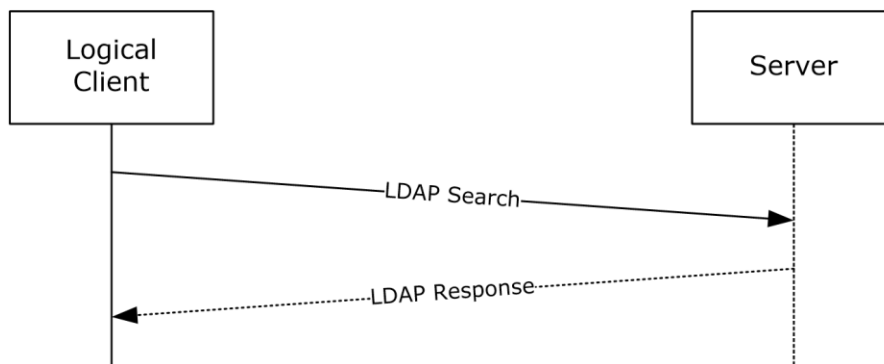 Logical
Client
Server
LDAP Search
LDAP Response